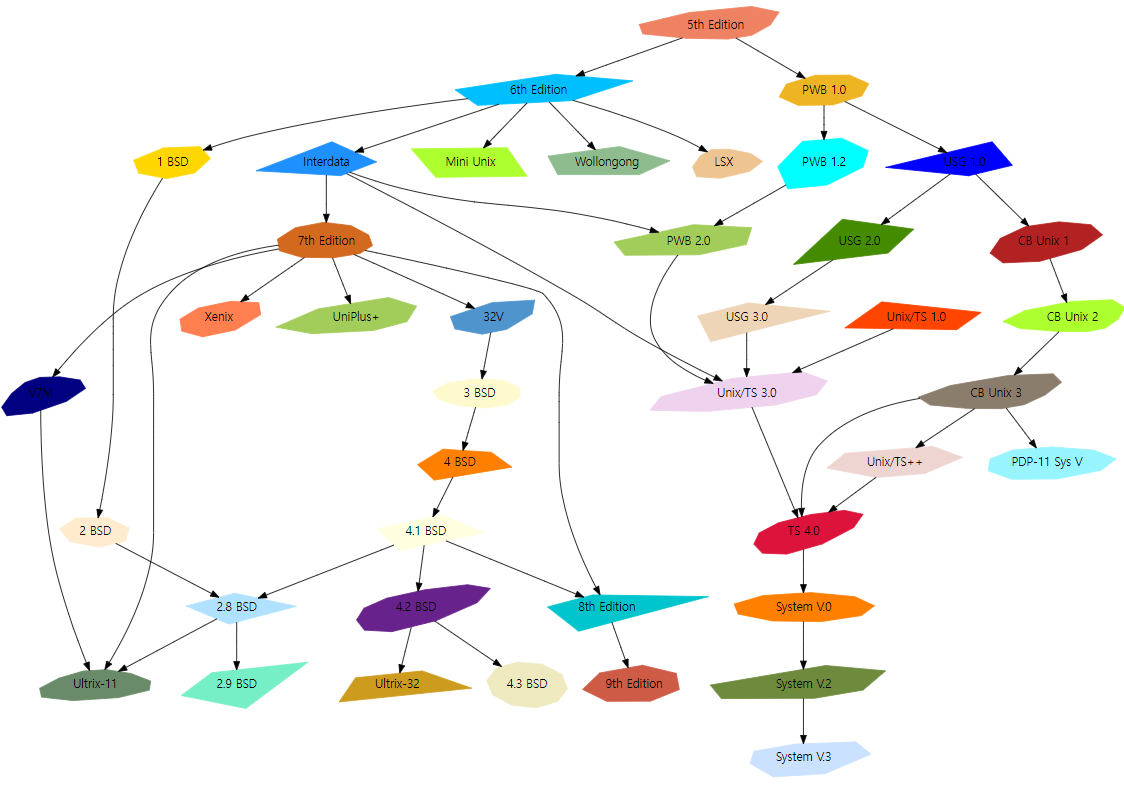 5th Edition
6th Edition
PWB 1.0
1 BSD
Interdata
Mini Unix
Wollongong
LSX
PWB 1.2
USG 1.0
7th Edition
PWB 2.0
USG 2.0
CB Unix 1
Xenix
UniPlus+
32V
USG 3.0
Unix/TS 1.0
CB Unix 2
V7M
3 BSD
Unix/TS 3.0
CB Unix 3
4 BSD
Unix/TS++
PDP-11 Sys V
2 BSD
4.1 BSD
TS 4.0
2.8 BSD
4.2 BSD
8th Edition
System V.0
Ultrix-11
2.9 BSD
Ultrix-32
4.3 BSD
9th Edition
System V.2
System V.3